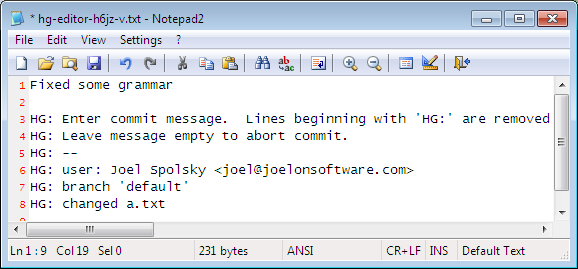 * hg-editor-h6jz-v.txt - Notepad2
File Edit View Settings ?
1 Fixed some grammar
2
3 HG: Enter commit message.  Lines beginning with 'HG:' are removed
4 HG: Leave message empty to abort commit.
5 HG: --
6 HG: user: Joel Spolsky <joel@joelonsoftware.com>
7 HG: branch 'default'
8 HG: changed a.txt
9
Ln 1 : 9 Col 19 Sel 0 231 bytes ANSI CR+LF INS Default Text